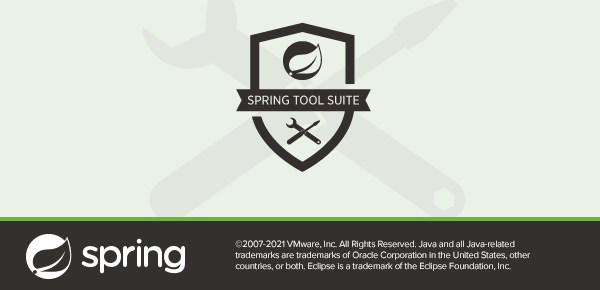 SPRING TOOL SUITE
spring
©2007-2021 VMware, Inc. All Rights Reserved. Java and all Java-related
trademarks are trademarks of Oracle Corporation in the United States, other
countries, or both. Eclipse is a trademark of the Eclipse Foundation, Inc.